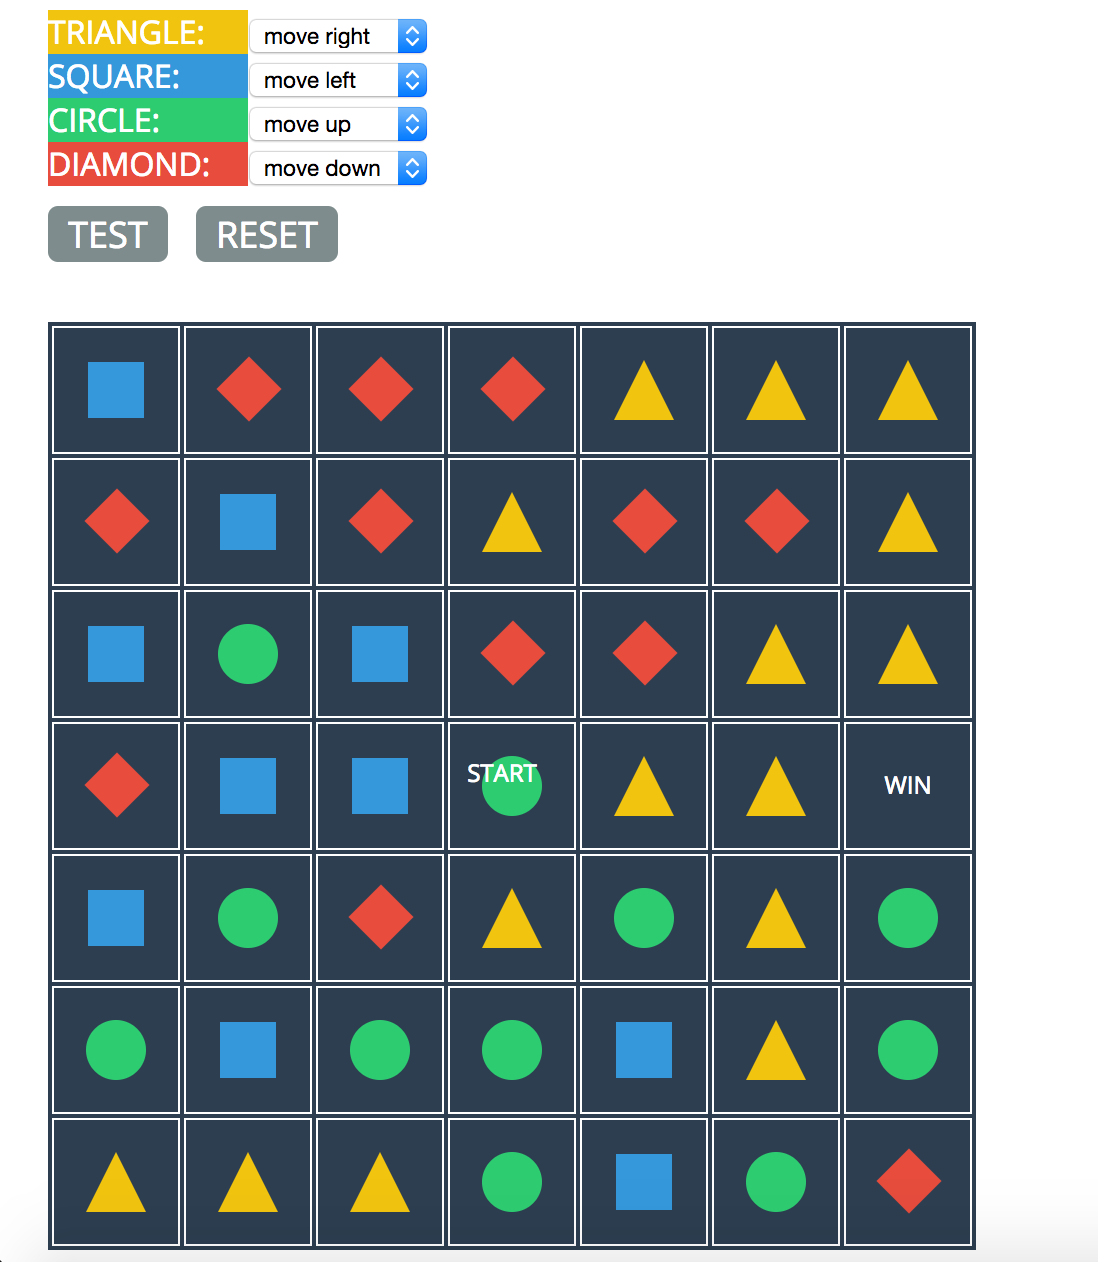 TRIANGLE: move right
SQUARE: move left
CIRCLE: move up
DIAMOND: move down
TEST RESET
START
WIN